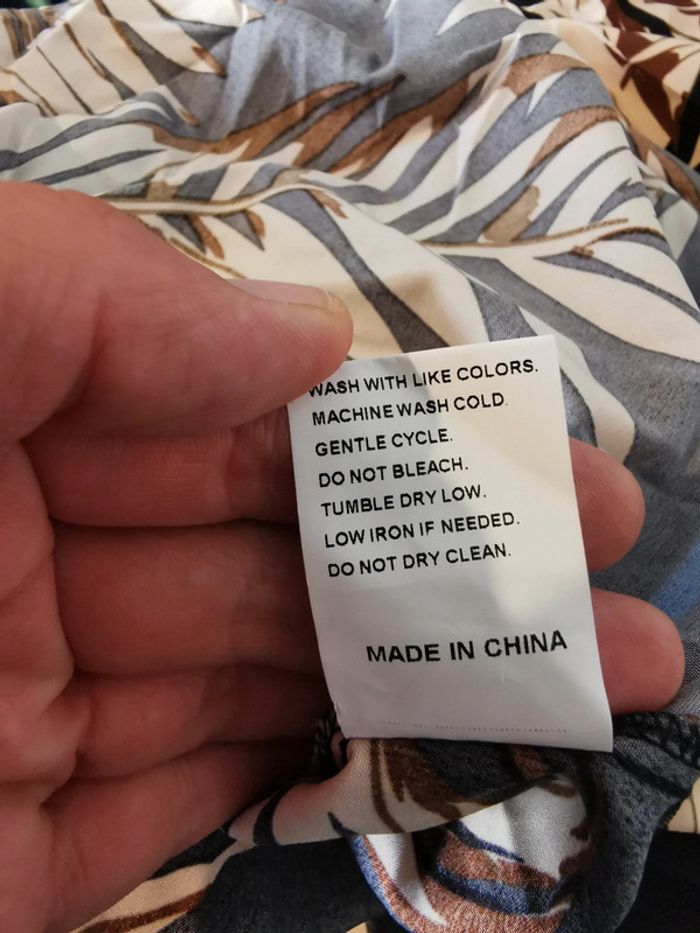 WASH WITH LIKE COLORS.
MACHINE WASH COLD.
GENTLE CYCLE.
DO NOT BLEACH.
TUMBLE DRY LOW.
LOW IRON IF NEEDED.
DO NOT DRY CLEAN.
MADE IN CHINA